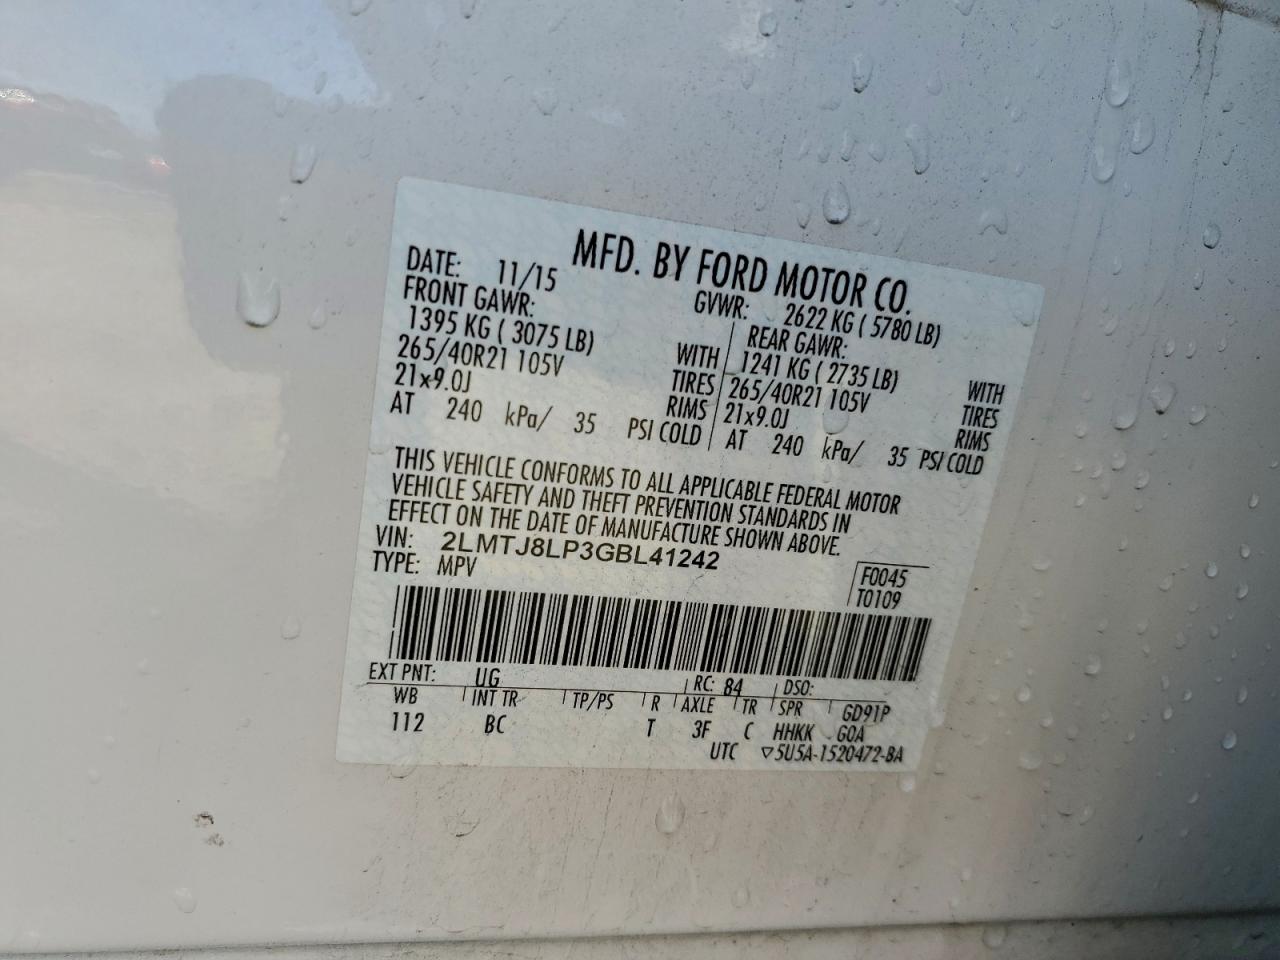 MFD. BY FORD MOTOR CO.
DATE: 11/15 GVWR: 2622 KG ( 5780 LB)
FRONT GAWR: REAR GAWR:
1395 KG ( 3075 LB) WITH 1241 KG ( 2735 LB) WITH
265/40R21 105V TIRES 265/40R21 105V TIRES
21x9.0J RIMS 21x9.0J RIMS
AT 240 kPa/ 35 PSI COLD AT 240 kPa/ 35 PSI COLD
THIS VEHICLE CONFORMS TO ALL APPLICABLE FEDERAL MOTOR
VEHICLE SAFETY AND THEFT PREVENTION STANDARDS IN
EFFECT ON THE DATE OF MANUFACTURE SHOWN ABOVE.
VIN: 2LMTJ8LP3GBL41242
TYPE: MPV
F0045
T0109
EXT PNT: UG RC: 84 DSO:
WB INT TR TP/PS R AXLE TR SPR GD91P
112 BC T 3F C HHKK G0A
UTC ▽5U5A-1520472-BA